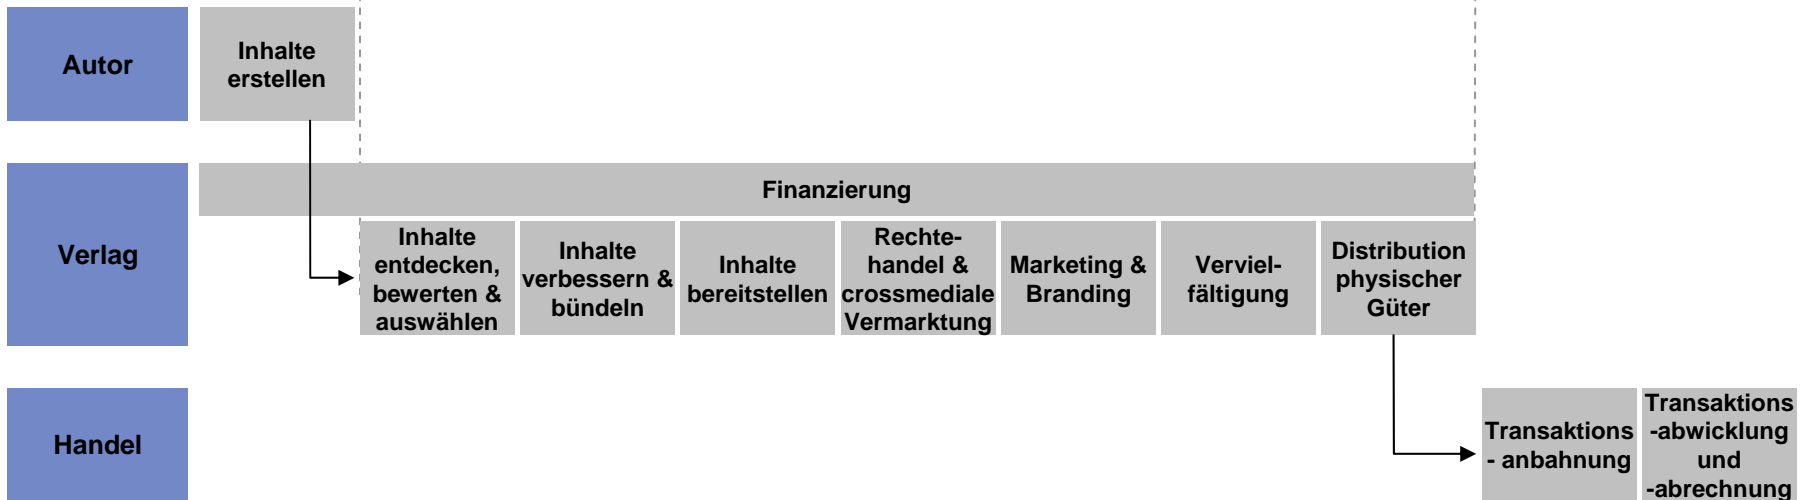 Autor
Inhalte
erstellen
Verlag
Finanzierung
Inhalte
entdecken,
bewerten &
auswählen
Inhalte
verbessern &
bündeln
Inhalte
bereitstellen
Rechte-
handel &
crossmediale
Vermarktung
Marketing &
Branding
Verviel-
fältigung
Distribution
physischer
Güter
Handel
Transaktions
- anbahnung
Transaktions
-abwicklung
und
-abrechnung